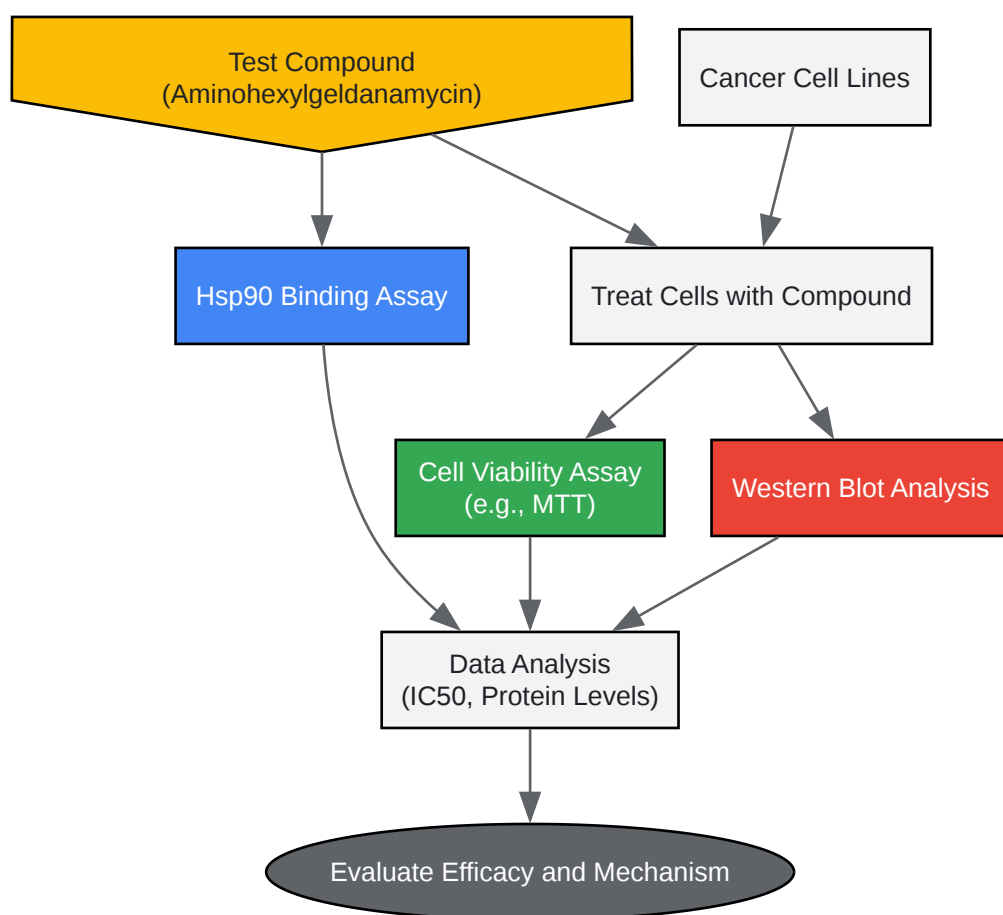 Test Compound
(Aminohexylgeldanamycin)
Cancer Cell Lines
Hsp90 Binding Assay
Treat Cells with Compound
Cell Viability Assay
(e.g., MTT)
Western Blot Analysis
Data Analysis
(IC50, Protein Levels)
Evaluate Efficacy and Mechanism